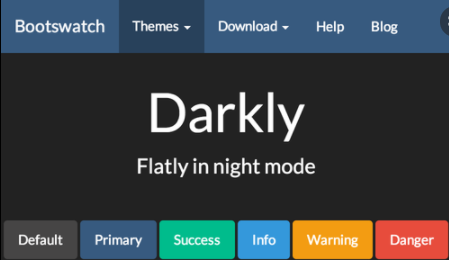 Bootswatch Themes Download Help Blog
Darkly
Flatly in night mode
Default Primary Success Info Warning Danger